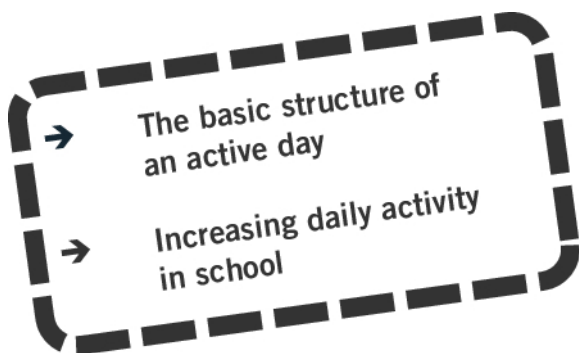 → The basic structure of
an active day
→ Increasing daily activity
in school